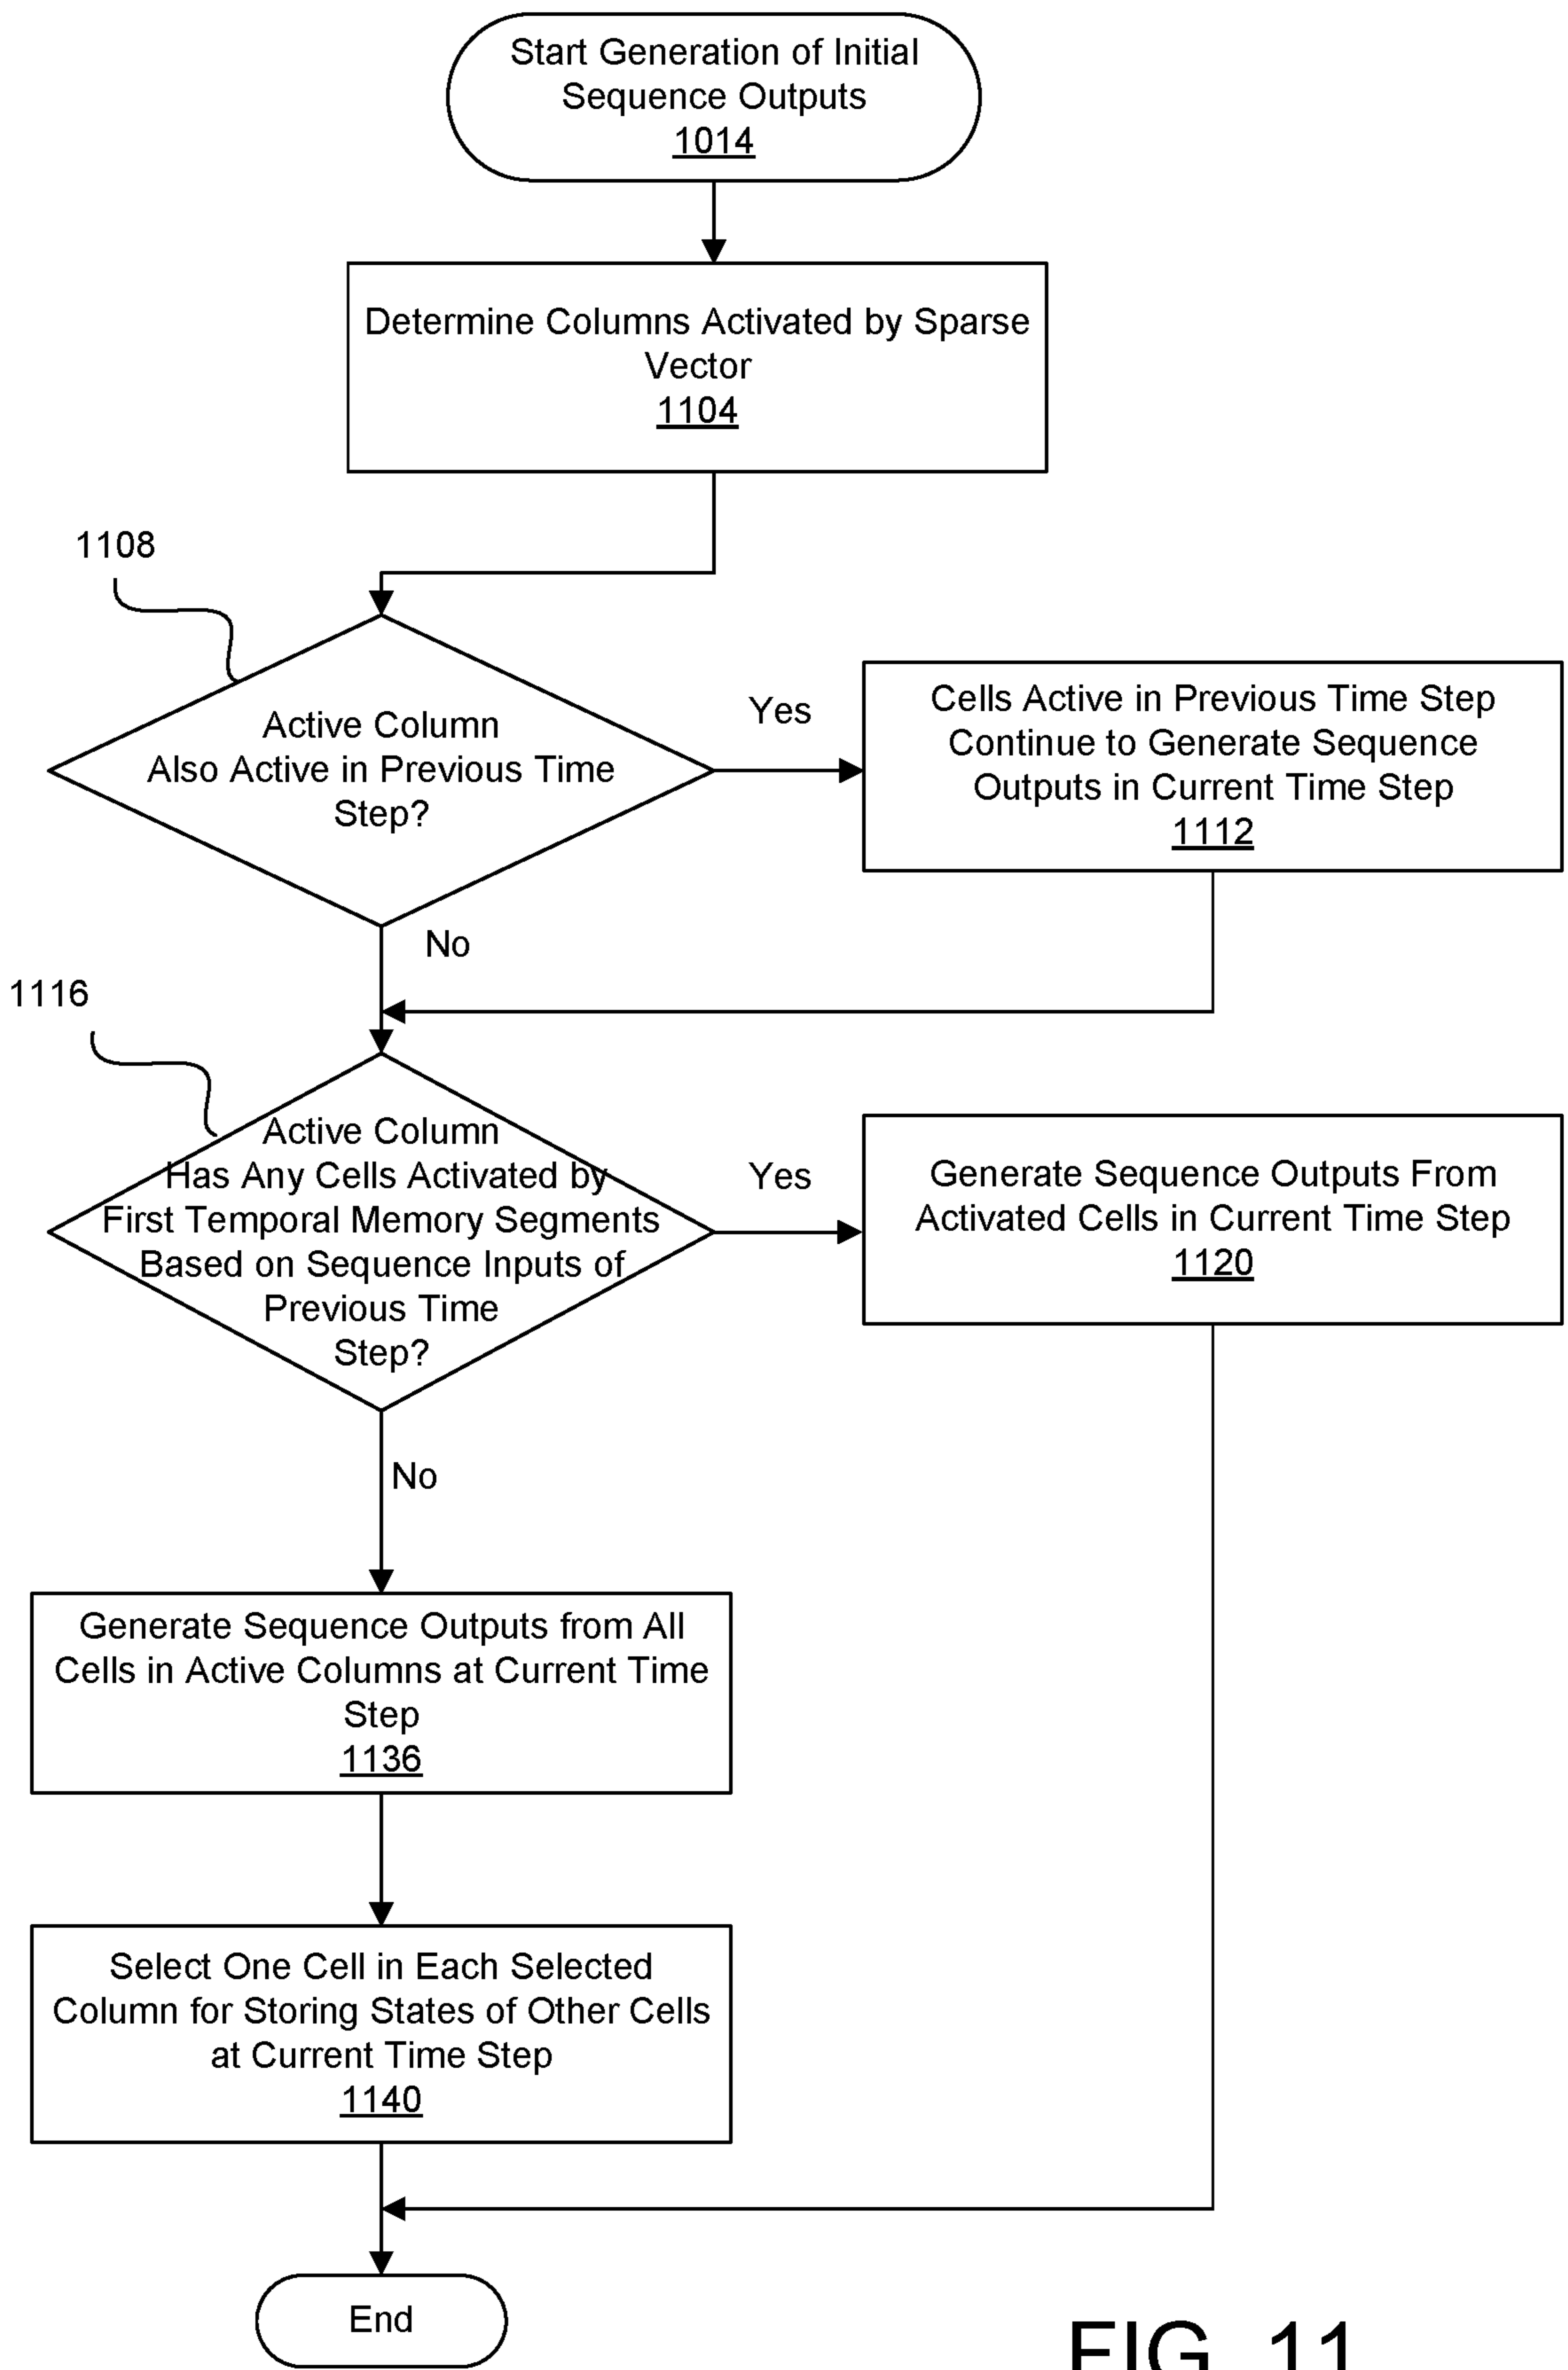 Start Generation of Initial
Sequence Outputs
1014
Determine Columns Activated by Sparse
Vector
1104
1108
Active Column
Also Active in Previous Time
Step?
Yes
Cells Active in Previous Time Step
Continue to Generate Sequence
Outputs in Current Time Step
1112
No
1116
Active Column
Has Any Cells Activated by
First Temporal Memory Segments
Based on Sequence Inputs of
Previous Time
Step?
Yes
Generate Sequence Outputs From
Activated Cells in Current Time Step
1120
No
Generate Sequence Outputs from All
Cells in Active Columns at Current Time
Step
1136
Select One Cell in Each Selected
Column for Storing States of Other Cells
at Current Time Step
1140
End
FIG. 11